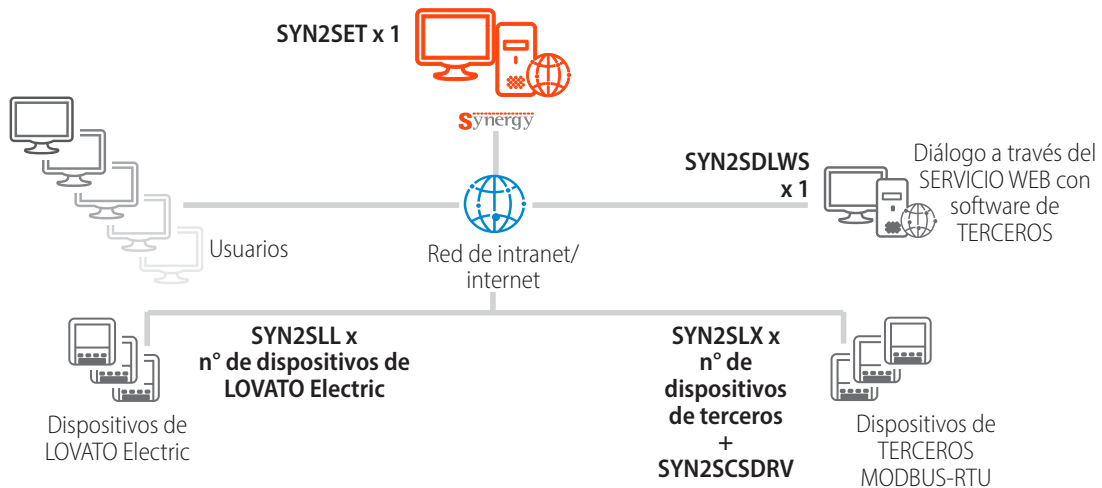 SYN2SET x 1
Synergy
SYN2SDLWS
x 1
Diálogo a través del
SERVICIO WEB con
software de
TERCEROS
Usuarios
Red de intranet/
internet
SYN2SLL x
n° de dispositivos de
LOVATO Electric
SYN2SLX x
n° de
dispositivos
de terceros
+
SYN2SCSDRV
Dispositivos de
LOVATO Electric
Dispositivos de
TERCEROS
MODBUS-RTU